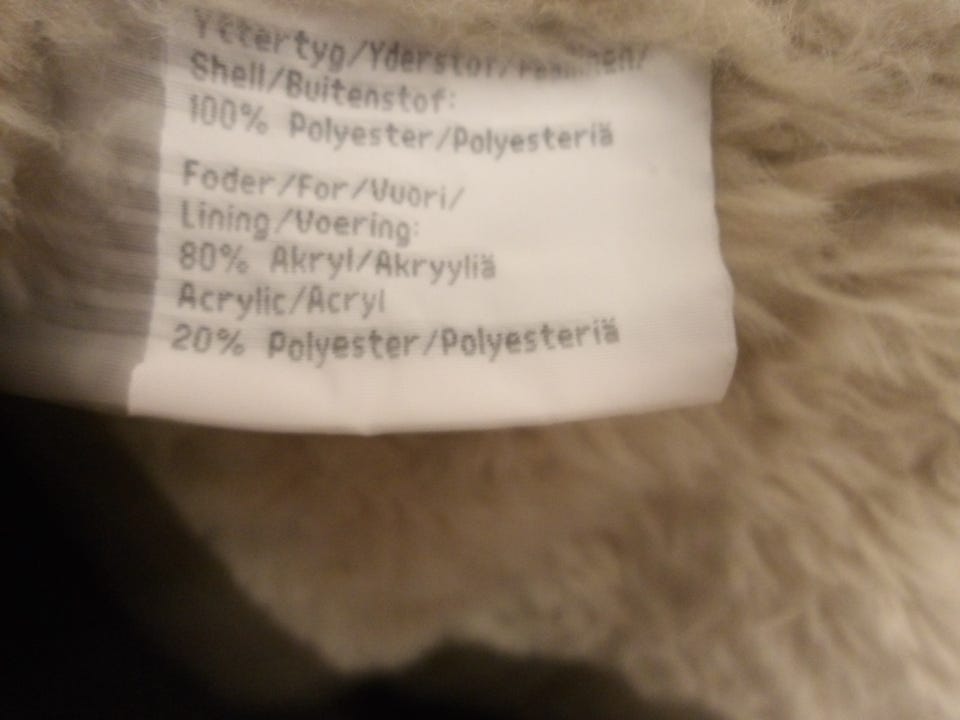 Yttertyg/Yderstof/
Shell/Buitenstof:
100% Polyester/Polyesteriä
Foder/For/Vuori/
Lining/Voering:
80% Akryl/Akryyliä
Acrylic/Acryl
20% Polyester/Polyesteriä